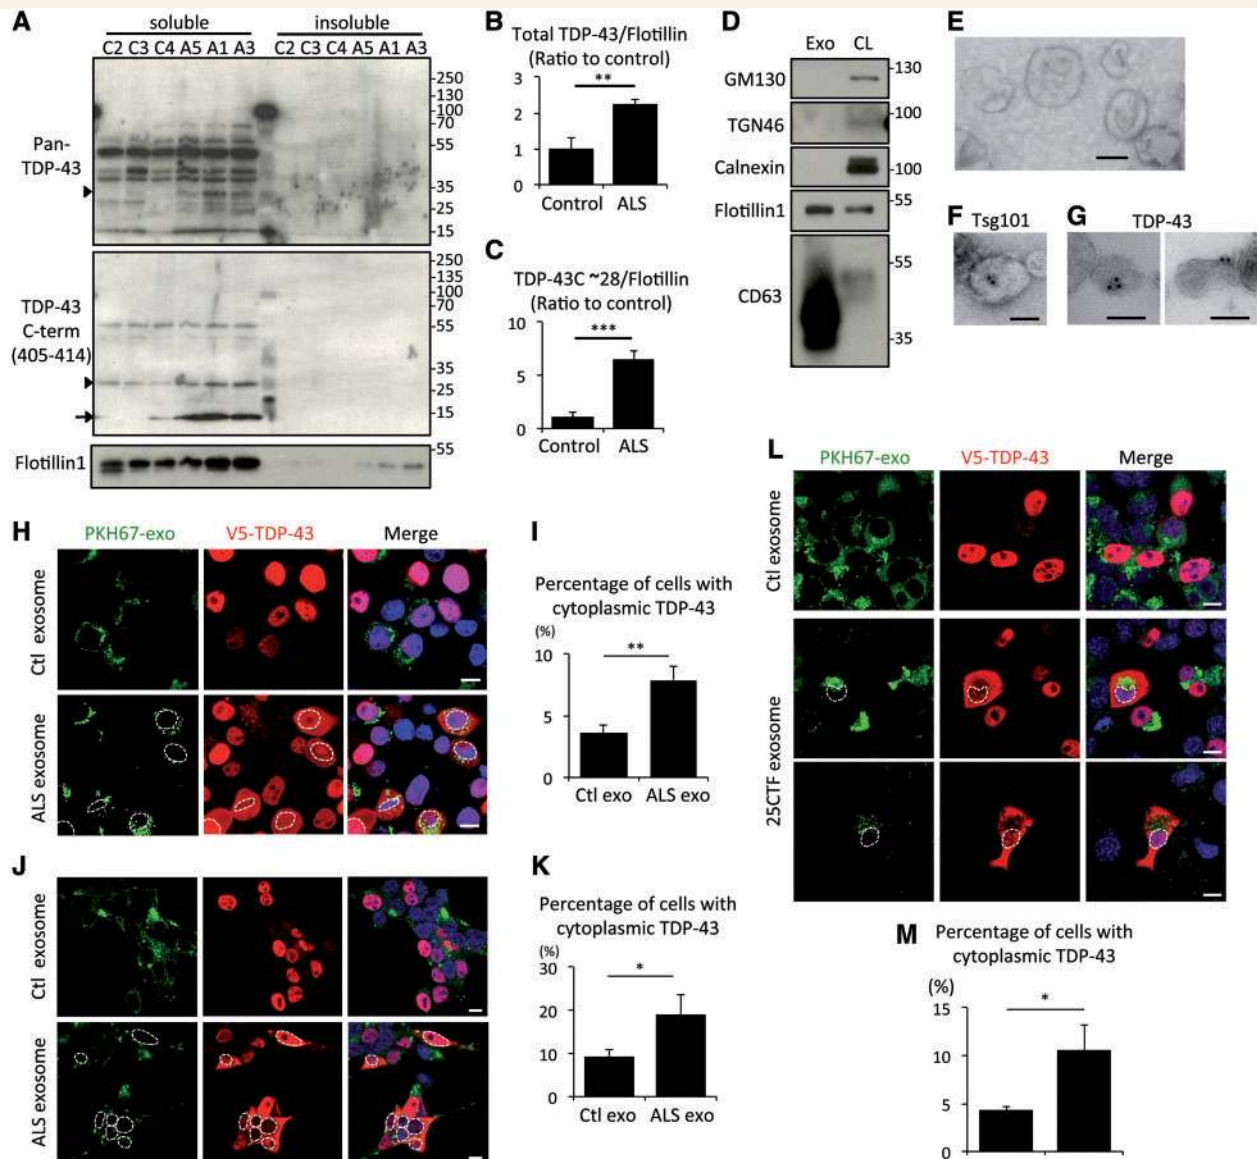 A
soluble
insoluble
C2 C3 C4 A5 A1 A3 C2 C3 C4 A5 A1 A3
Pan-
TDP-43
250
130
100
70
55
35
25
15
TDP-43
C-term
(405-414)
250
135
100
70
55
35
25
15
Flotillin1
55
B
Total TDP-43/Flotillin
(Ratio to control)
**
3
2
1
0
Control ALS
C
TDP-43C ~28/Flotillin
(Ratio to control)
***
10
5
0
Control ALS
D
Exo CL
GM130
-130
TGN46
-100
Calnexin
-100
Flotillin1
-55
CD63
-55
-35
E
F
Tsg101
G
TDP-43
H
PKH67-exo V5-TDP-43 Merge
Ctl exosome
ALS exosome
I
Percentage of cells with
cytoplasmic TDP-43
(%)
**
10
5
0
Ctl exo ALS exo
J
Ctl exosome
ALS exosome
K
Percentage of cells with
cytoplasmic TDP-43
(%)
*
30
20
10
0
Ctl exo ALS exo
L
PKH67-exo V5-TDP-43 Merge
Ctl exosome
25CTF exosome
M
Percentage of cells with
cytoplasmic TDP-43
(%)
*
15
10
5
0